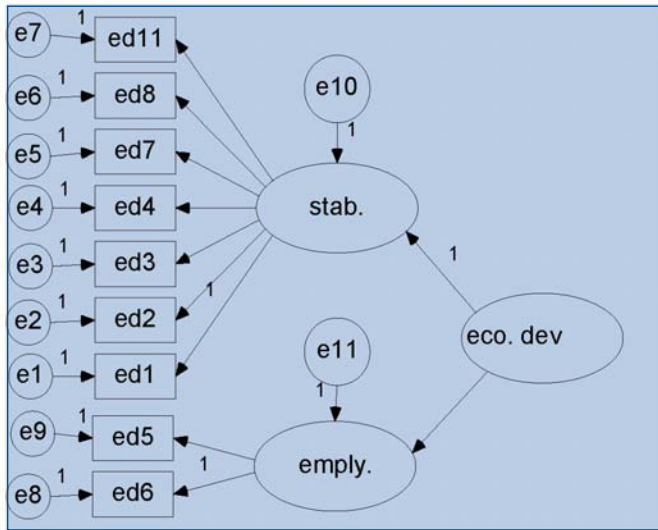 e7 1 ed11
e6 1 ed8
e5 1 ed7
e4 1 ed4
e3 1 ed3
e2 1 ed2
e1 1 ed1
e9 1 ed5
e8 1 ed6
1
1
e10
1
stab.
1
eco. dev
e11
1
emply.